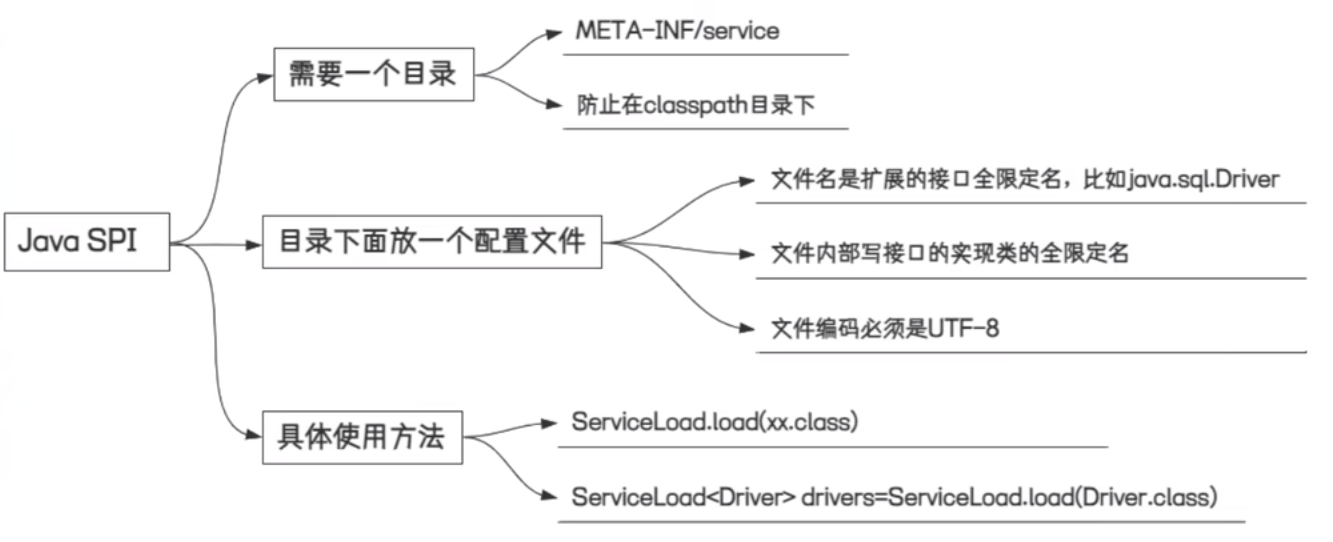 Java SPI
需要一个目录
META-INF/service
防止在classpath目录下
目录下面放一个配置文件
文件名是扩展的接口全限定名，比如java.sql.Driver
文件内部写接口的实现类的全限定名
文件编码必须是UTF-8
具体使用方法
ServiceLoad.load(xx.class)
ServiceLoad<Driver> drivers=ServiceLoad.load(Driver.class)